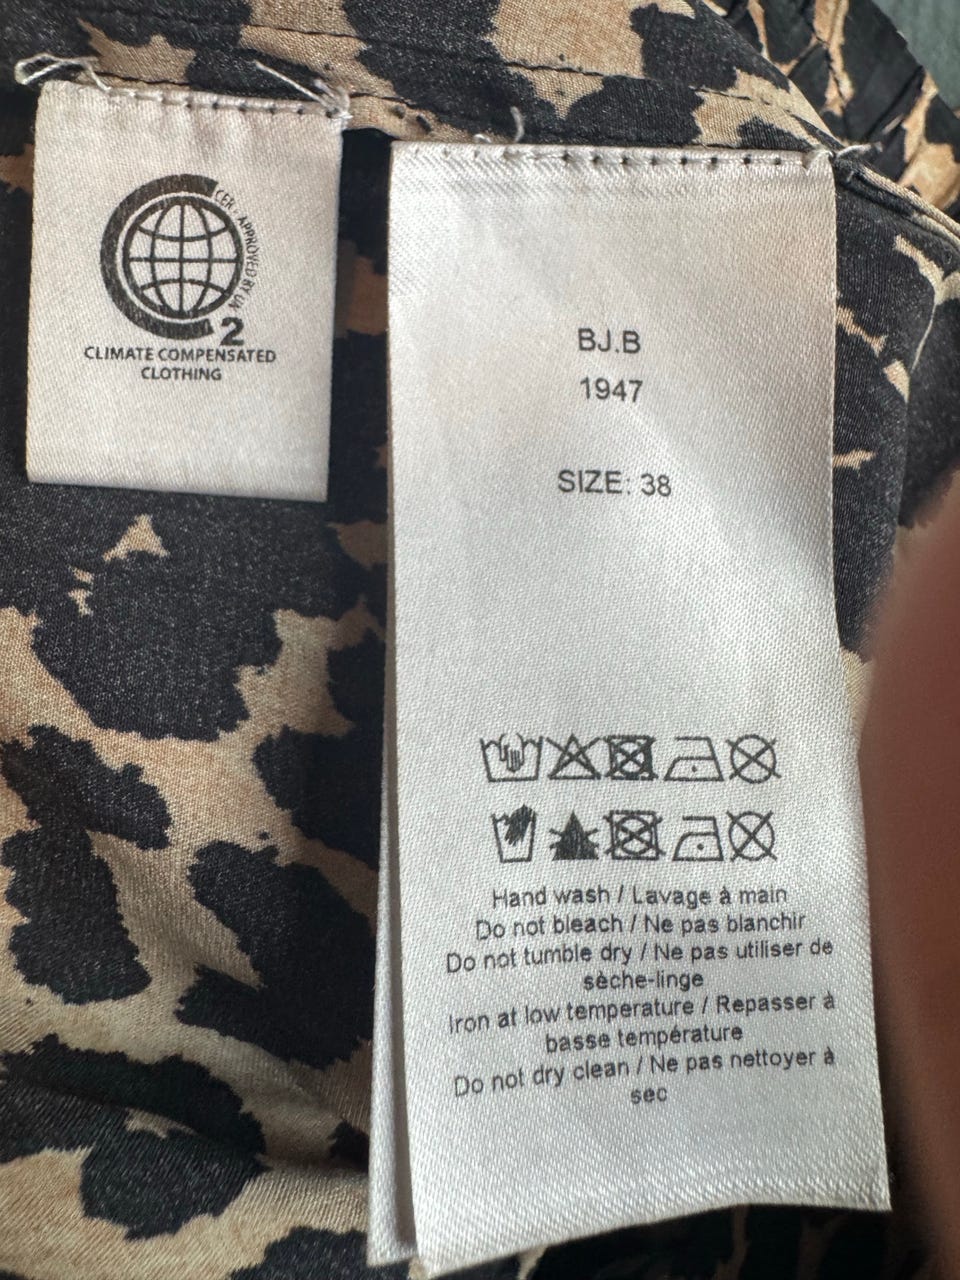 CER - APPROVED BY UN
2
CLIMATE COMPENSATED
CLOTHING
BJ.B
1947
SIZE: 38
Hand wash / Lavage à main
Do not bleach / Ne pas blanchir
Do not tumble dry / Ne pas utiliser de
sèche-linge
Iron at low temperature / Repasser à
basse température
Do not dry clean / Ne pas nettoyer à
sec